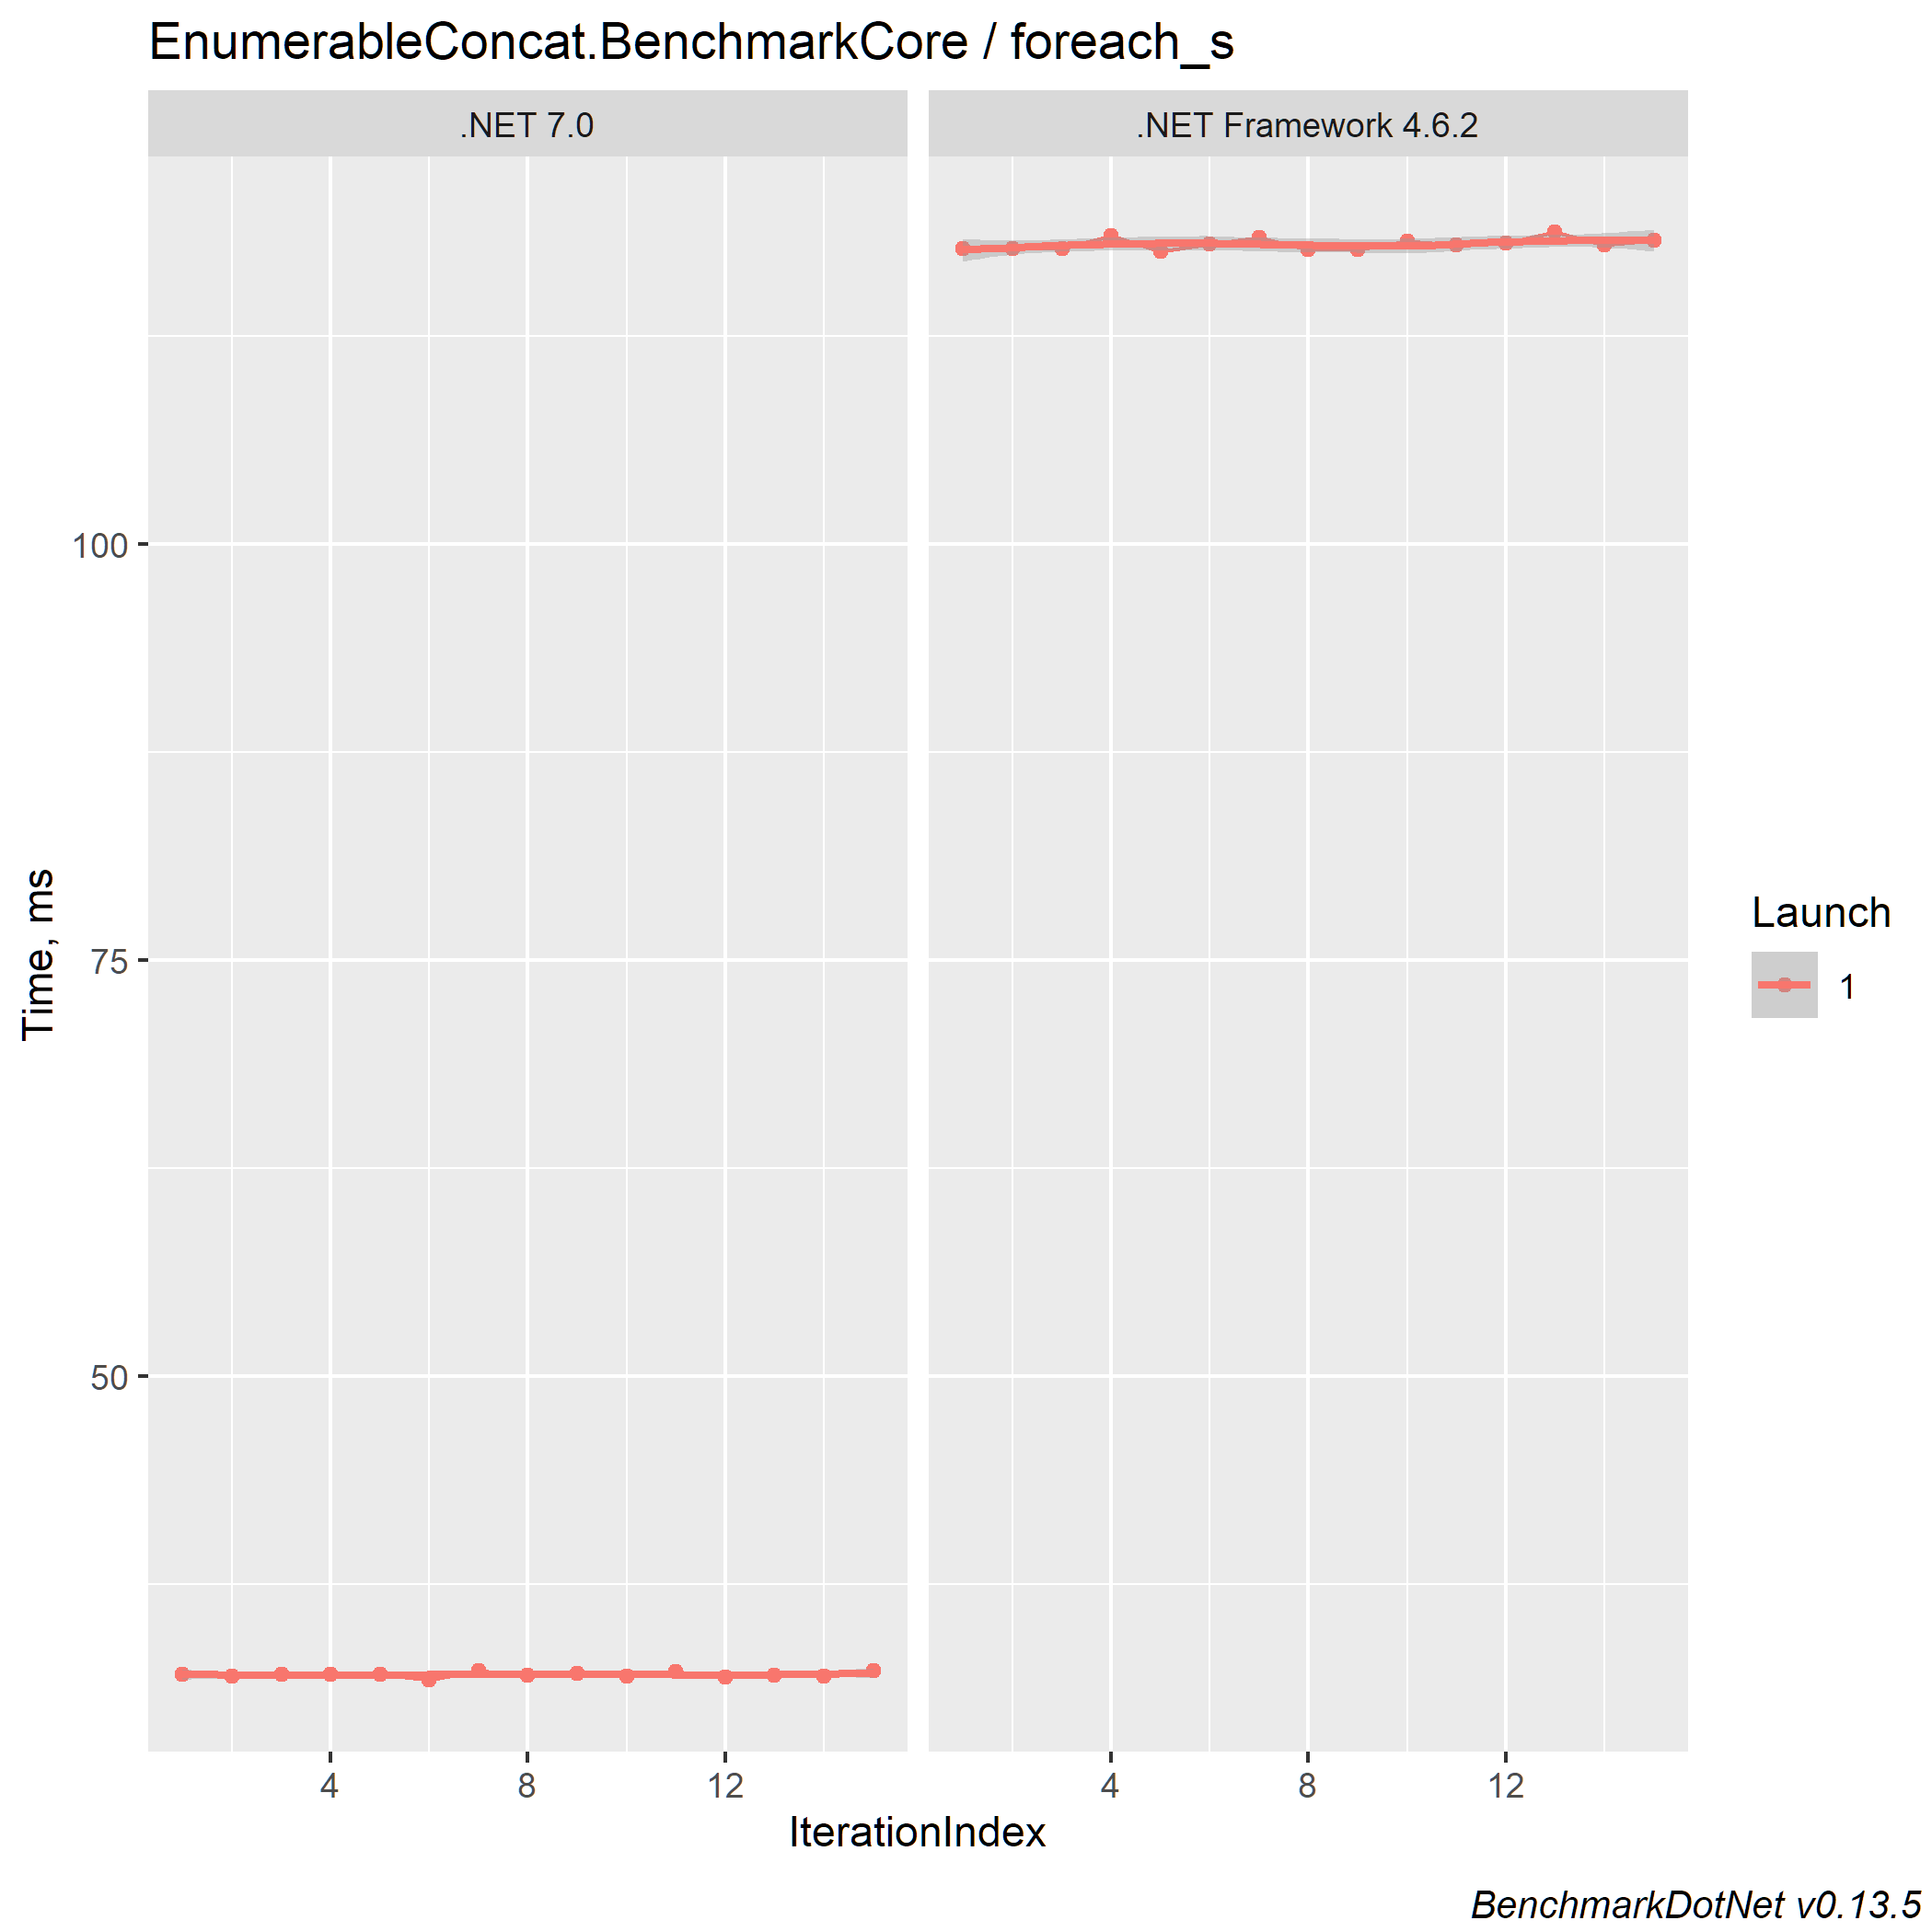 EnumerableConcat.BenchmarkCore / foreach_s
.NET 7.0
.NET Framework 4.6.2
100
75
50
Time, ms
4
8
12
4
8
12
IterationIndex
Launch
1
BenchmarkDotNet v0.13.5